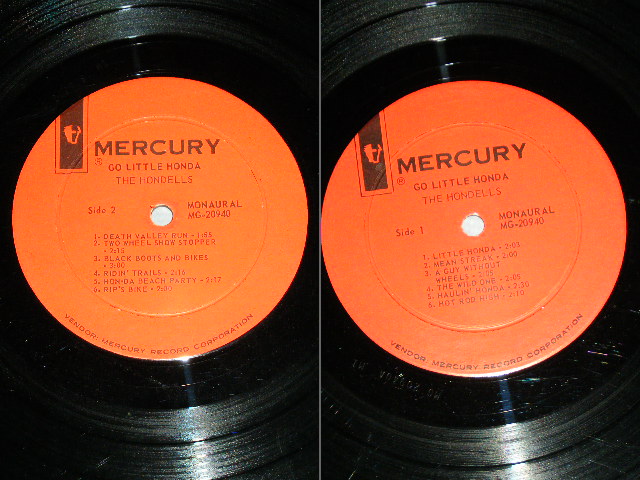 MERCURY
®
GO LITTLE HONDA
THE HONDELLS
Side 2
MONAURAL
MG-20940
1- DEATH VALLEY RUN • 1:55
2- TWO WHEEL SHOW STOPPER
• 2:15
3- BLACK BOOTS AND BIKES
• 2:00
4- RIDIN' TRAILS • 2:16
5- HONDA BEACH PARTY • 2:17
6- RIP'S BIKE • 2:00
VENDOR: MERCURY RECORD CORPORATION
MERCURY
®
GO LITTLE HONDA
THE HONDELLS
Side 1
MONAURAL
MG-20940
1- LITTLE HONDA • 2:03
2- MEAN STREAK • 2:00
3- A GUY WITHOUT
WHEELS • 2:05
4- THE WILD ONE • 2:05
5- HAULIN' HONDA • 2:30
6- HOT ROD HIGH • 2:10
VENDOR: MERCURY RECORD CORPORATION